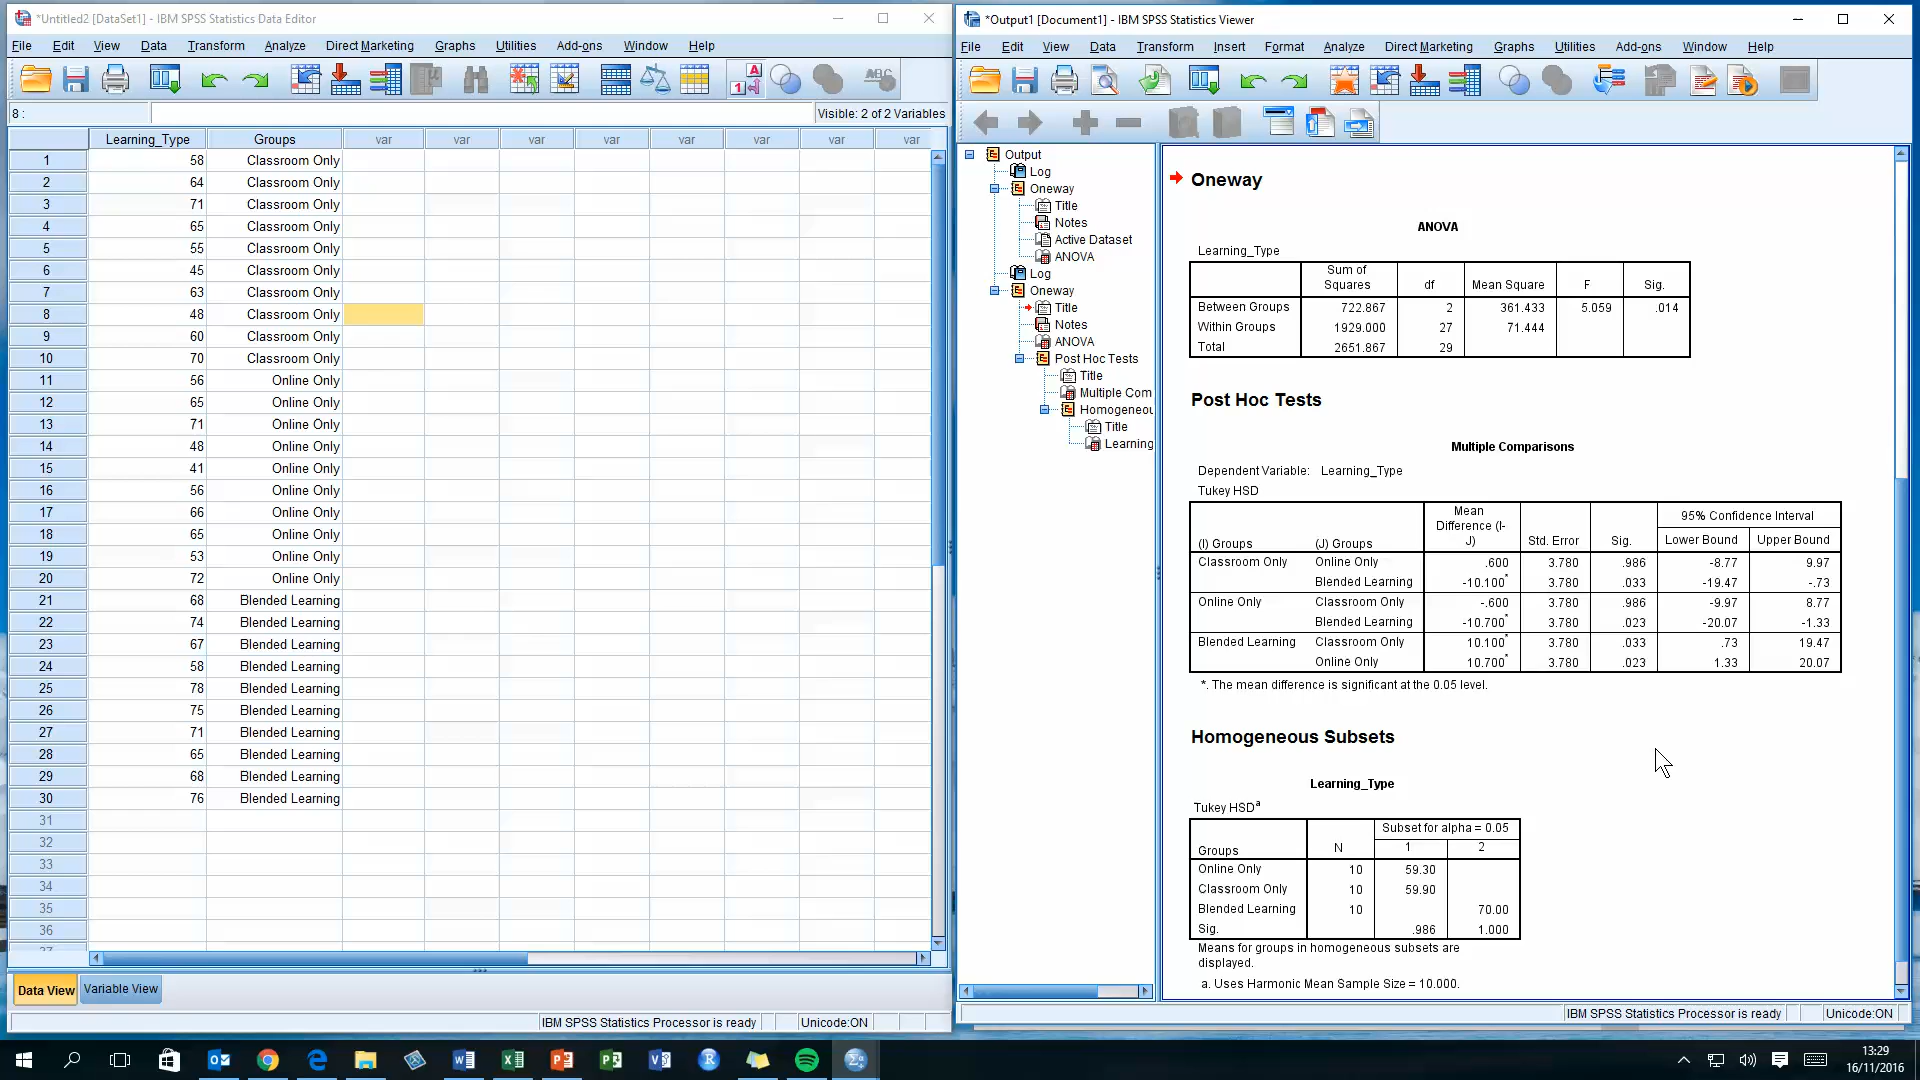 *Untitled2 [DataSet1] - IBM SPSS Statistics Data Editor
File Edit View Data Transform Analyze Direct Marketing Graphs Utilities Add-ons Window Help
8 :
Visible: 2 of 2 Variables
Learning_Type Groups var var var var var var var var
1 58 Classroom Only
2 64 Classroom Only
3 71 Classroom Only
4 65 Classroom Only
5 55 Classroom Only
6 45 Classroom Only
7 63 Classroom Only
8 48 Classroom Only
9 60 Classroom Only
10 70 Classroom Only
11 56 Online Only
12 65 Online Only
13 71 Online Only
14 48 Online Only
15 41 Online Only
16 56 Online Only
17 66 Online Only
18 65 Online Only
19 53 Online Only
20 72 Online Only
21 68 Blended Learning
22 74 Blended Learning
23 67 Blended Learning
24 58 Blended Learning
25 78 Blended Learning
26 75 Blended Learning
27 71 Blended Learning
28 65 Blended Learning
29 68 Blended Learning
30 76 Blended Learning
31
32
33
34
35
36
Data View Variable View
IBM SPSS Statistics Processor is ready Unicode:ON
*Output1 [Document1] - IBM SPSS Statistics Viewer
File Edit View Data Transform Insert Format Analyze Direct Marketing Graphs Utilities Add-ons Window Help
Output
Log
Oneway
Title
Notes
Active Dataset
ANOVA
Log
Oneway
Title
Notes
ANOVA
Post Hoc Tests
Title
Multiple Com
Homogeneou
Title
Learning
Oneway
ANOVA
Learning_Type
Sum of Squares df Mean Square F Sig.
Between Groups 722.867 2 361.433 5.059 .014
Within Groups 1929.000 27 71.444
Total 2651.867 29
Post Hoc Tests
Multiple Comparisons
Dependent Variable: Learning_Type
Tukey HSD
(I) Groups (J) Groups Mean Difference (I-J) Std. Error Sig. 95% Confidence Interval
Lower Bound Upper Bound
Classroom Only Online Only .600 3.780 .986 -8.77 9.97
Blended Learning -10.100* 3.780 .033 -19.47 -.73
Online Only Classroom Only -.600 3.780 .986 -9.97 8.77
Blended Learning -10.700* 3.780 .023 -20.07 -1.33
Blended Learning Classroom Only 10.100* 3.780 .033 .73 19.47
Online Only 10.700* 3.780 .023 1.33 20.07
*. The mean difference is significant at the 0.05 level.
Homogeneous Subsets
Learning_Type
Tukey HSDa
Groups N Subset for alpha = 0.05
1 2
Online Only 10 59.30
Classroom Only 10 59.90
Blended Learning 10 70.00
Sig. .986 1.000
Means for groups in homogeneous subsets are
displayed.
a. Uses Harmonic Mean Sample Size = 10.000.
IBM SPSS Statistics Processor is ready Unicode:ON
13:29
16/11/2016